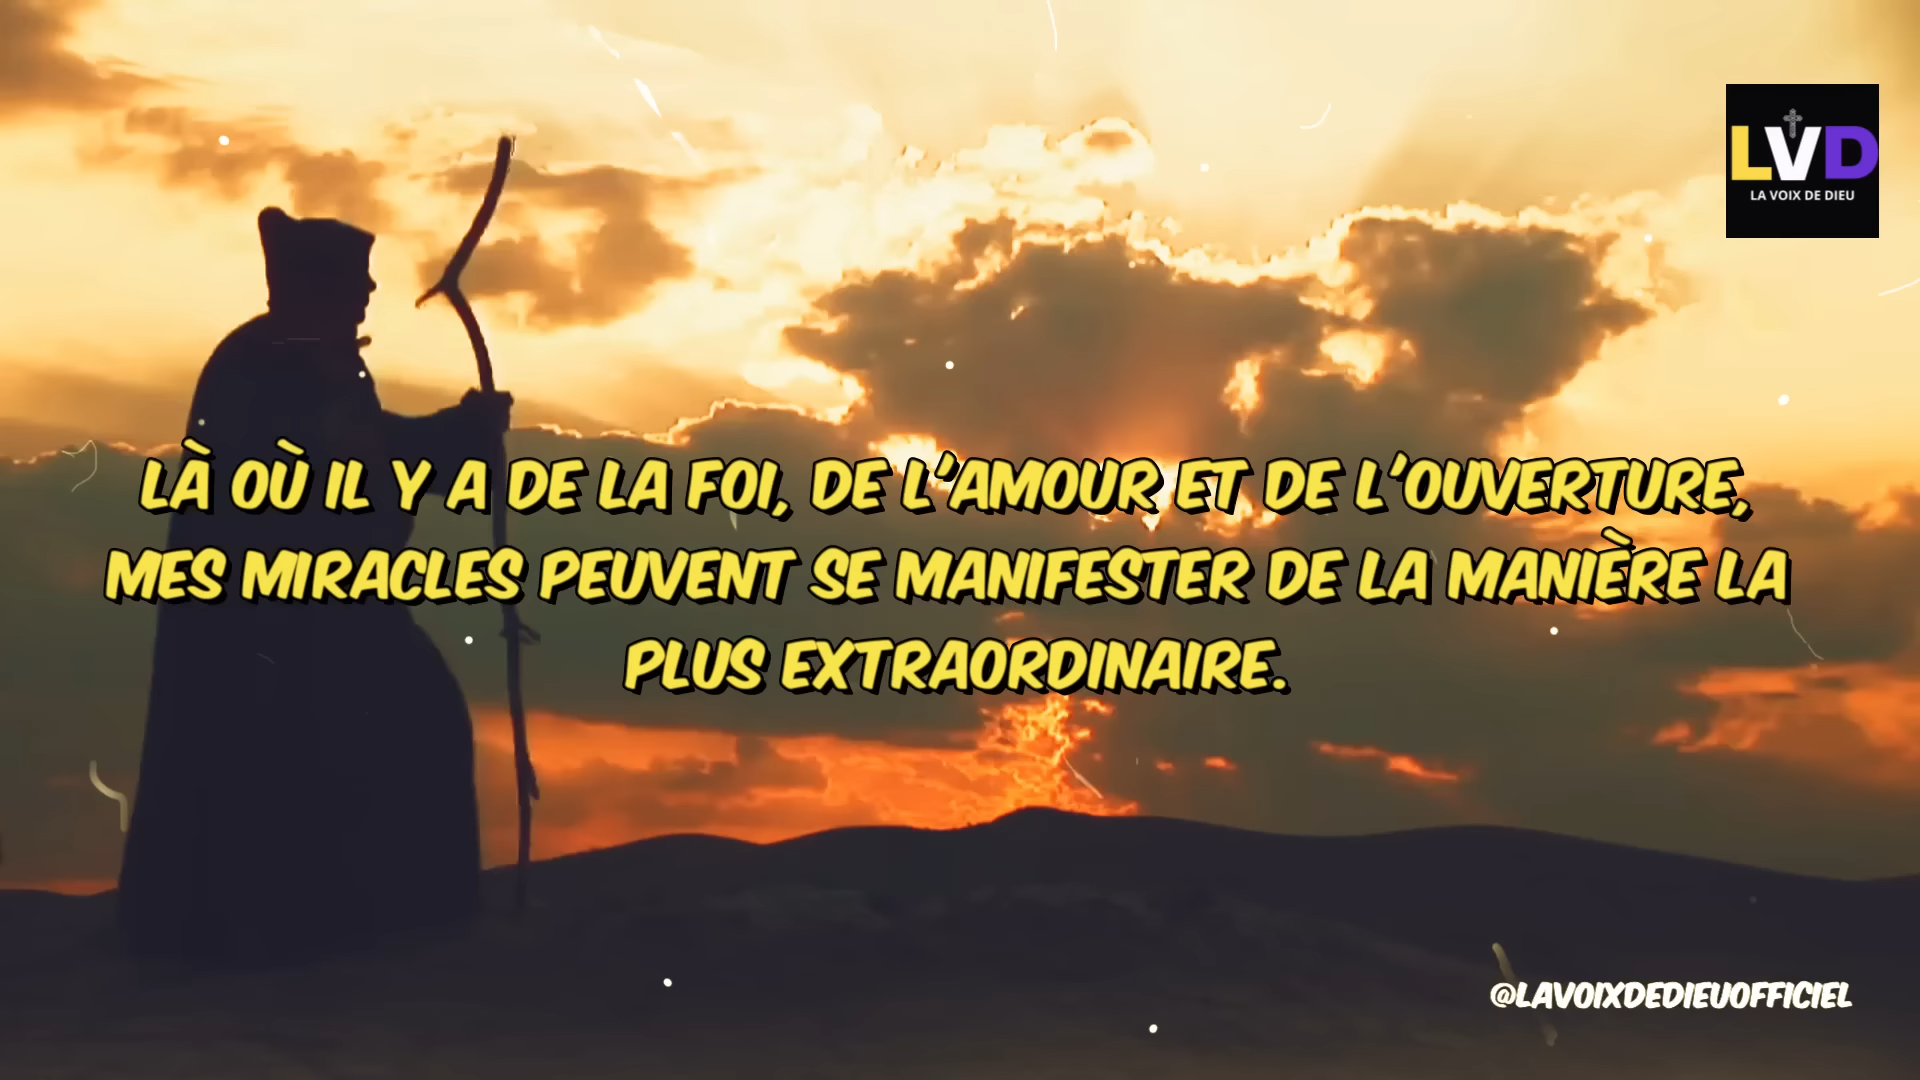 LVD
LA VOIX DE DIEU
LÀ OÙ IL Y A DE LA FOI, DE L'AMOUR ET DE L'OUVERTURE,
MES MIRACLES PEUVENT SE MANIFESTER DE LA MANIÈRE LA
PLUS EXTRAORDINAIRE.
@LAVOIXDEDIEUOFFICIEL